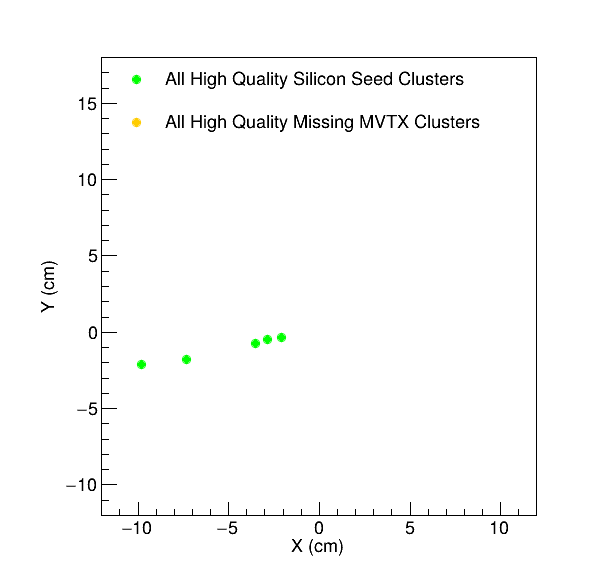 All High Quality Silicon Seed Clusters
All High Quality Missing MVTX Clusters
15
10
5
0
−5
−10
Y (cm)
−10 −5 0 5 10
X (cm)